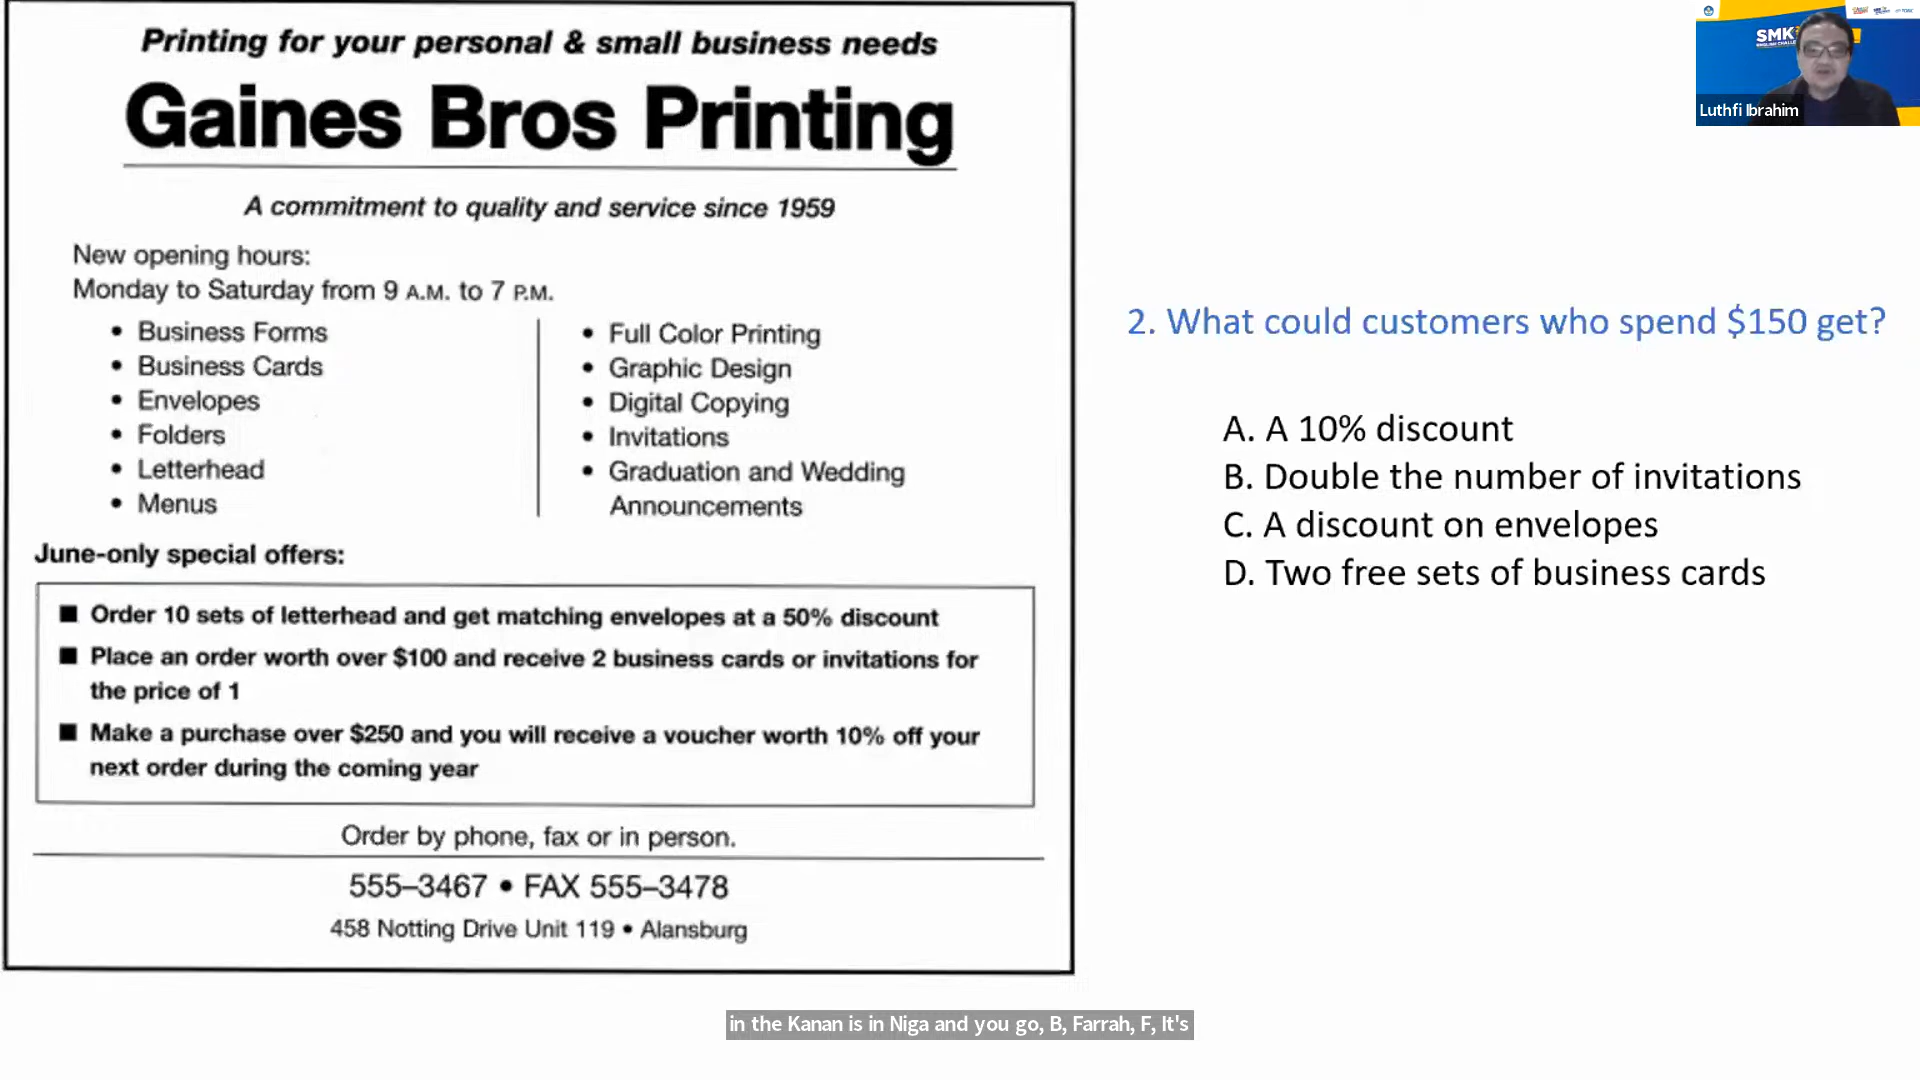 Printing for your personal & small business needs
Gaines Bros Printing
A commitment to quality and service since 1959
New opening hours:
Monday to Saturday from 9 A.M. to 7 P.M.
• Business Forms
• Business Cards
• Envelopes
• Folders
• Letterhead
• Menus
• Full Color Printing
• Graphic Design
• Digital Copying
• Invitations
• Graduation and Wedding
Announcements
June-only special offers:
■ Order 10 sets of letterhead and get matching envelopes at a 50% discount
■ Place an order worth over $100 and receive 2 business cards or invitations for
the price of 1
■ Make a purchase over $250 and you will receive a voucher worth 10% off your
next order during the coming year
Order by phone, fax or in person.
555–3467 • FAX 555–3478
458 Notting Drive Unit 119 • Alansburg
2. What could customers who spend $150 get?
A. A 10% discount
B. Double the number of invitations
C. A discount on envelopes
D. Two free sets of business cards
SMK
Luthfi Ibrahim
in the Kanan is in Niga and you go, B, Farrah, F, It's